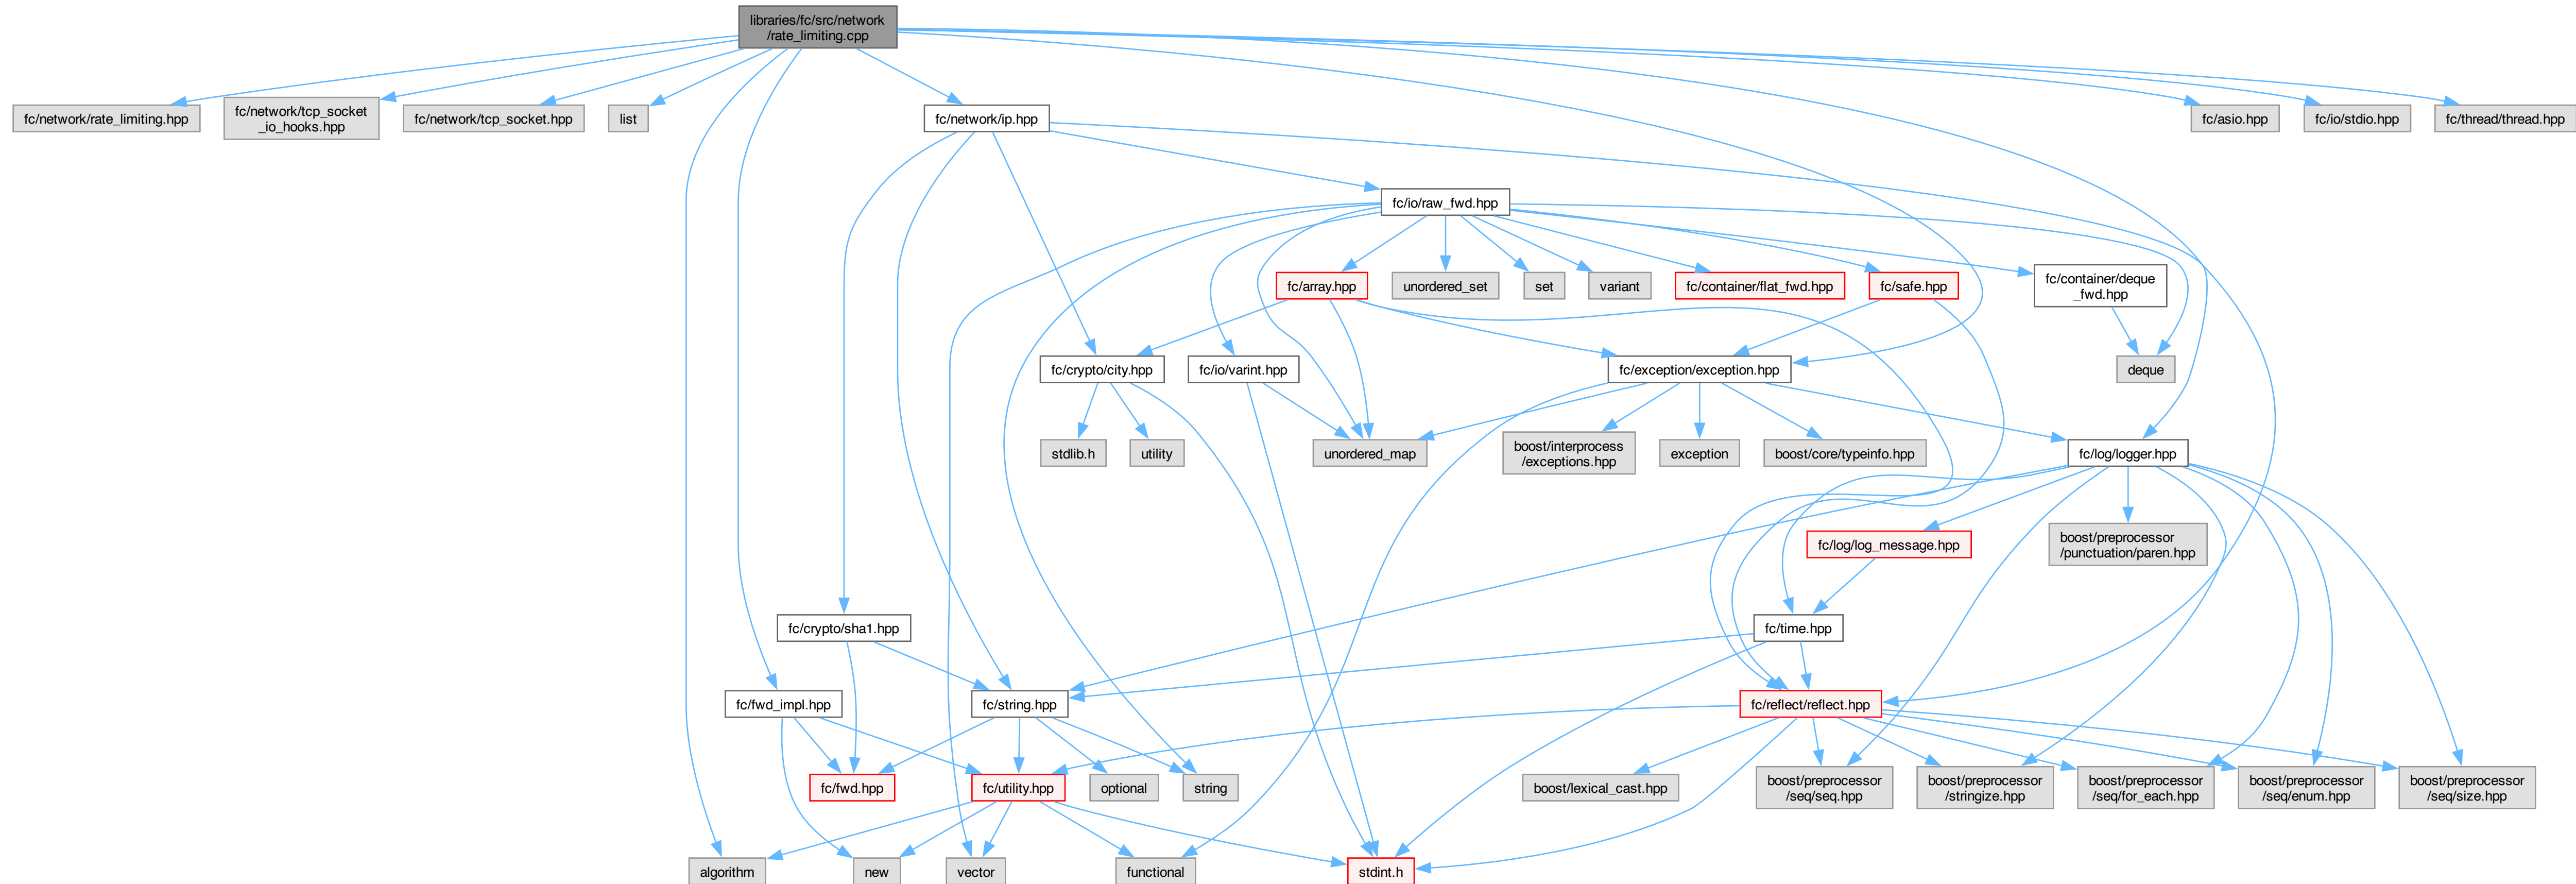 libraries/fc/src/network
/rate_limiting.cpp
fc/network/rate_limiting.hpp
fc/network/tcp_socket
_io_hooks.hpp
fc/network/tcp_socket.hpp
list
fc/network/ip.hpp
fc/asio.hpp
fc/io/stdio.hpp
fc/thread/thread.hpp
fc/io/raw_fwd.hpp
fc/array.hpp
unordered_set
set
variant
fc/container/flat_fwd.hpp
fc/safe.hpp
fc/container/deque
_fwd.hpp
fc/crypto/city.hpp
fc/io/varint.hpp
fc/exception/exception.hpp
deque
stdlib.h
utility
unordered_map
boost/interprocess
/exceptions.hpp
exception
boost/core/typeinfo.hpp
fc/log/logger.hpp
fc/log/log_message.hpp
boost/preprocessor
/punctuation/paren.hpp
fc/crypto/sha1.hpp
fc/time.hpp
fc/fwd_impl.hpp
fc/string.hpp
fc/reflect/reflect.hpp
fc/fwd.hpp
fc/utility.hpp
optional
string
boost/lexical_cast.hpp
boost/preprocessor
/seq/seq.hpp
boost/preprocessor
/stringize.hpp
boost/preprocessor
/seq/for_each.hpp
boost/preprocessor
/seq/enum.hpp
boost/preprocessor
/seq/size.hpp
algorithm
new
vector
functional
stdint.h